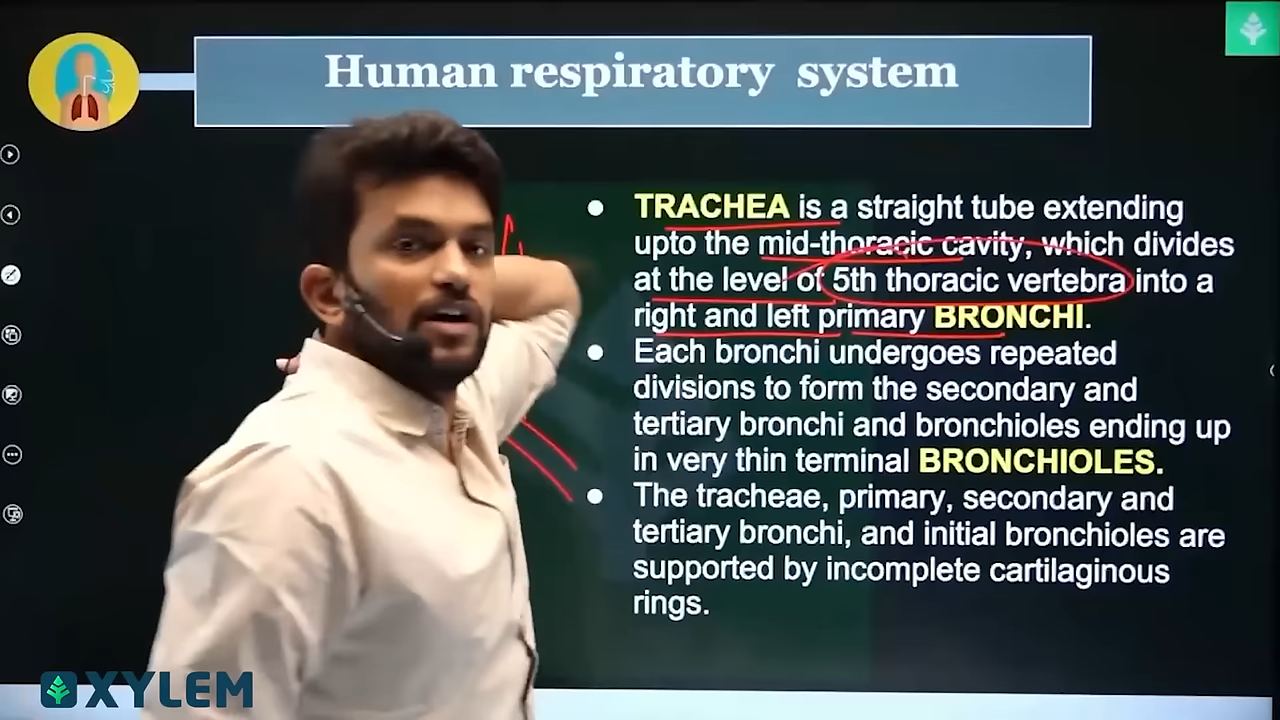 Human respiratory system
TRACHEA is a straight tube extending
upto the mid-thoracic cavity, which divides
at the level of 5th thoracic vertebra into a
right and left primary BRONCHI.
Each bronchi undergoes repeated
divisions to form the secondary and
tertiary bronchi and bronchioles ending up
in very thin terminal BRONCHIOLES.
The tracheae, primary, secondary and
tertiary bronchi, and initial bronchioles are
supported by incomplete cartilaginous
rings.
XYLEM